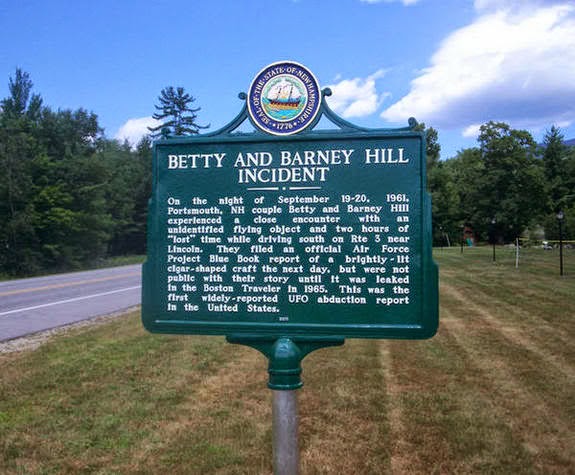 SEAL OF THE STATE OF NEW HAMPSHIRE
1776
BETTY AND BARNEY HILL
INCIDENT
On the night of September 19-20, 1961,
Portsmouth, NH couple Betty and Barney Hill
experienced a close encounter with an
unidentified flying object and two hours of
"lost" time while driving south on Rte 3 near
Lincoln. They filed an official Air Force
Project Blue Book report of a brightly-lit
cigar-shaped craft the next day, but were not
public with their story until it was leaked
in the Boston Traveler in 1965. This was the
first widely-reported UFO abduction report
in the United States.